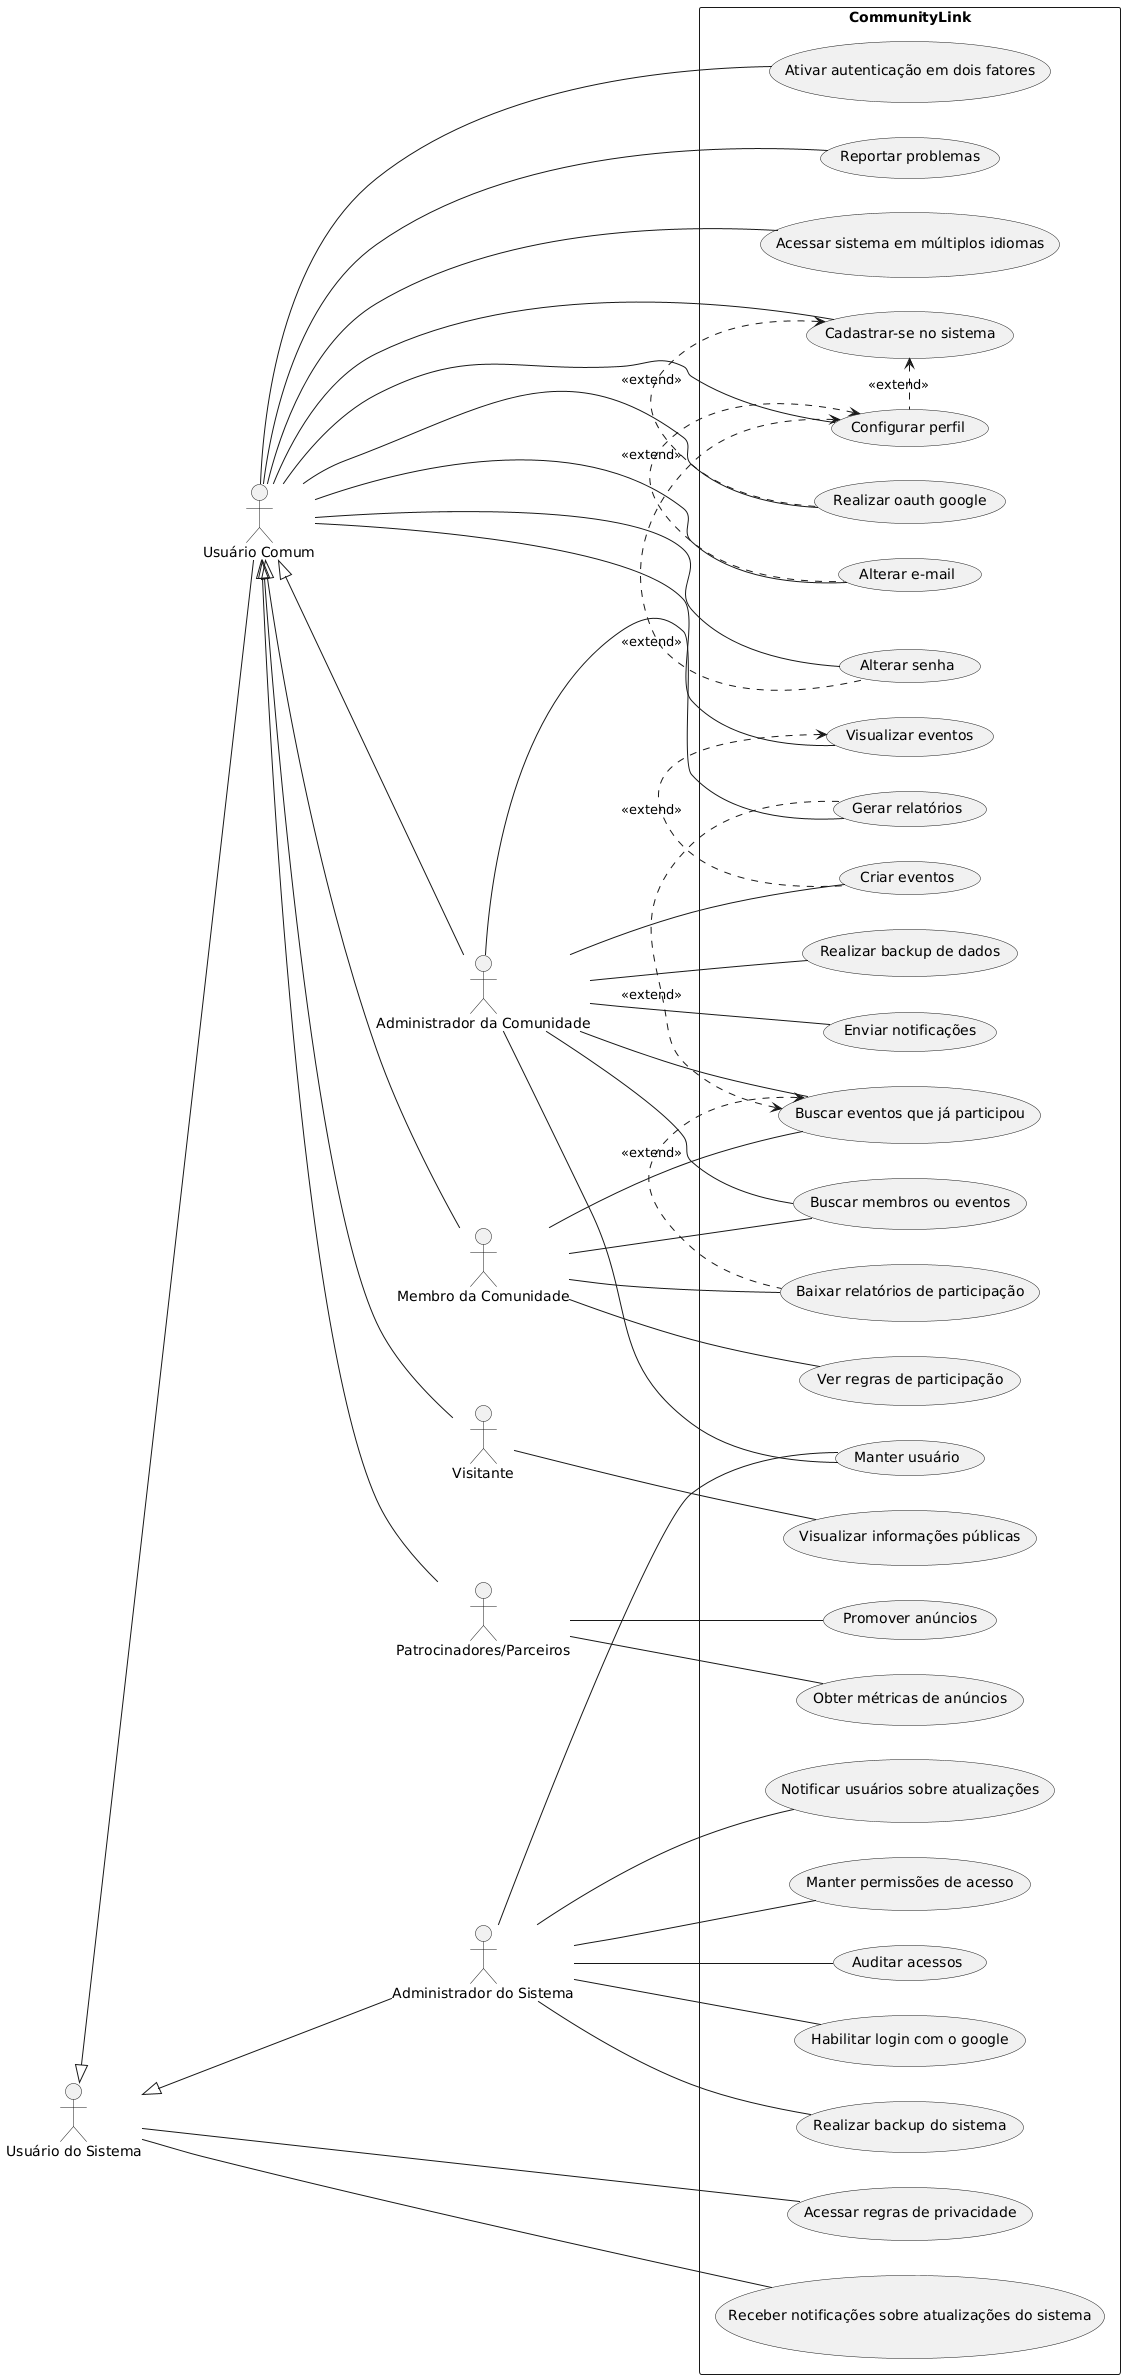 CommunityLink
Ativar autenticação em dois fatores
Reportar problemas
Acessar sistema em múltiplos idiomas
Cadastrar-se no sistema
«extend»
«extend»
Configurar perfil
«extend»
Realizar oauth google
Usuário Comum
Alterar e-mail
«extend»
Alterar senha
Visualizar eventos
«extend»
Gerar relatórios
Criar eventos
Realizar backup de dados
«extend»
Administrador da Comunidade
Enviar notificações
Buscar eventos que já participou
«extend»
Buscar membros ou eventos
Membro da Comunidade
Baixar relatórios de participação
Ver regras de participação
Manter usuário
Visitante
Visualizar informações públicas
Promover anúncios
Patrocinadores/Parceiros
Obter métricas de anúncios
Notificar usuários sobre atualizações
Manter permissões de acesso
Auditar acessos
Administrador do Sistema
Habilitar login com o google
Realizar backup do sistema
Usuário do Sistema
Acessar regras de privacidade
Receber notificações sobre atualizações do sistema